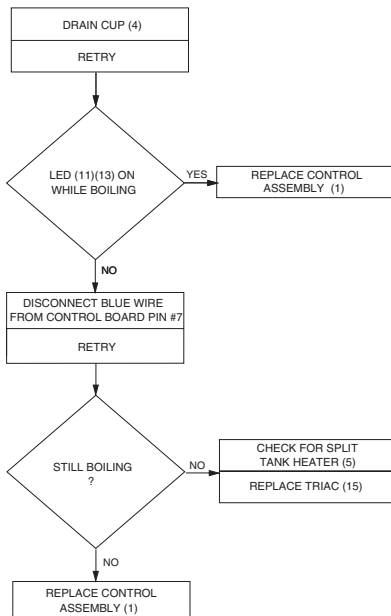 DRAIN CUP (4)
RETRY
LED (11)(13) ON
WHILE BOILING
YES
REPLACE CONTROL
ASSEMBLY (1)
NO
DISCONNECT BLUE WIRE
FROM CONTROL BOARD PIN #7
RETRY
STILL BOILING
?
NO
CHECK FOR SPLIT
TANK HEATER (5)
REPLACE TRIAC (15)
NO
REPLACE CONTROL
ASSEMBLY (1)